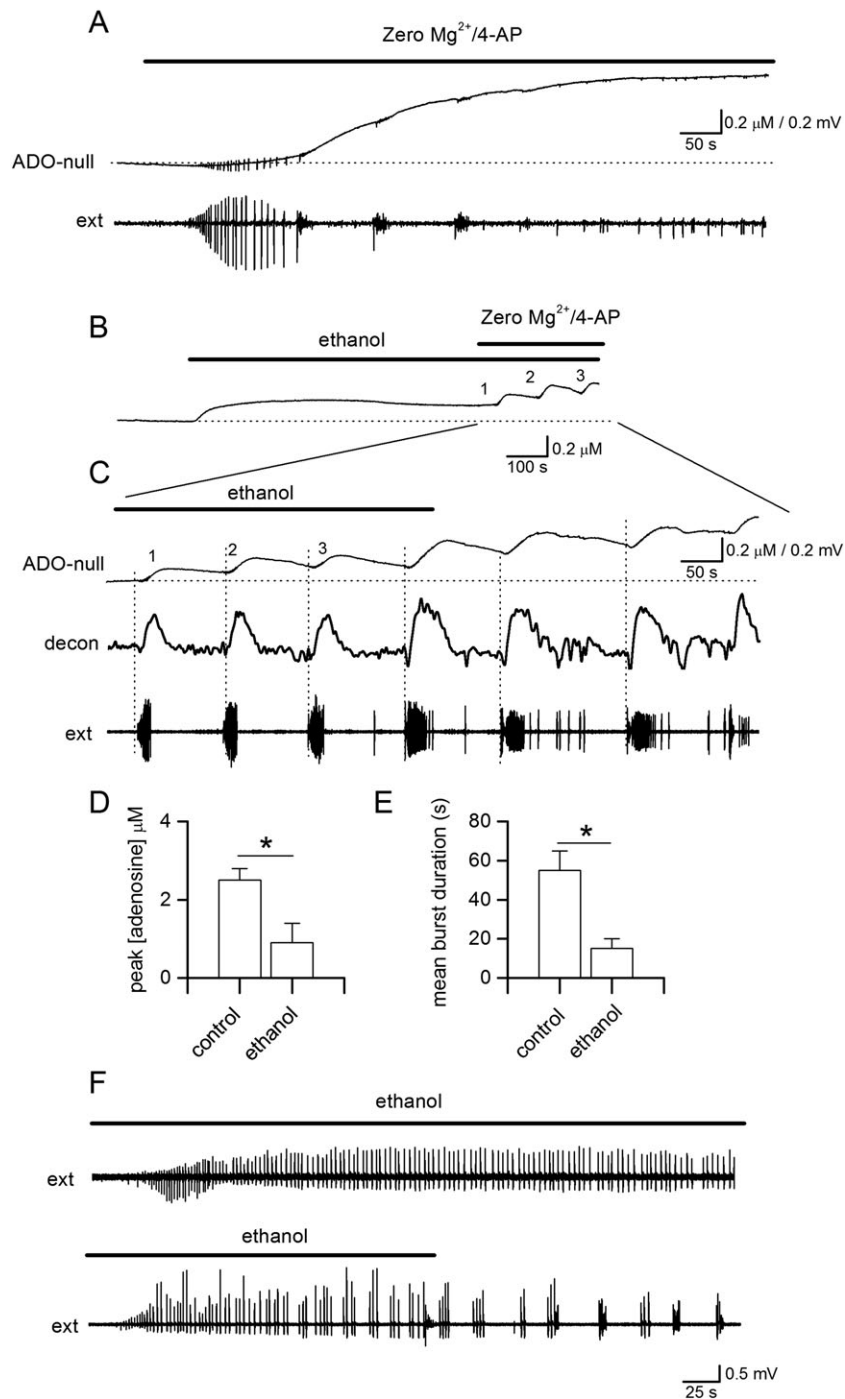 A
Zero Mg²⁺/4-AP
0.2 µM / 0.2 mV
50 s
ADO-null
ext
B
Zero Mg²⁺/4-AP
ethanol
1 2 3
0.2 µM
100 s
C
ethanol
ADO-null
1 2 3
0.2 µM / 0.2 mV
50 s
decon
ext
D
peak [adenosine] µM
4
2
0
*
control
ethanol
E
mean burst duration (s)
80
60
40
20
0
*
control
ethanol
F
ethanol
ext
ethanol
ext
0.5 mV
25 s